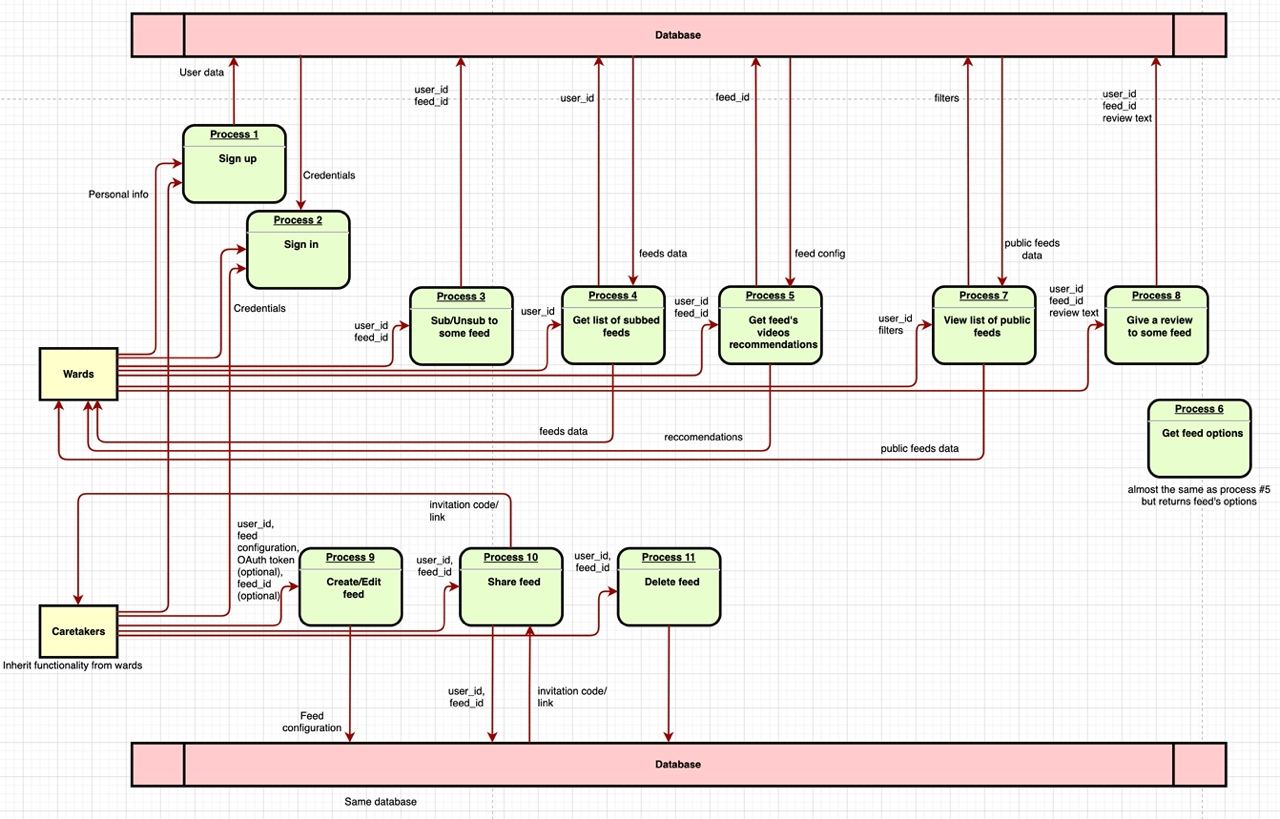 Database
User data
user_id
feed_id
user_id
feed_id
filters
user_id
feed_id
review text
Process 1
Sign up
Personal info
Credentials
Process 2
Sign in
Credentials
feeds data
feed config
public feeds
data
user_id
feed_id
Process 3
Sub/Unsub to
some feed
user_id
Process 4
Get list of subbed
feeds
user_id
feed_id
Process 5
Get feed's
videos
recommendations
user_id
filters
Process 7
View list of public
feeds
user_id
feed_id
review text
Process 8
Give a review
to some feed
Wards
feeds data
reccomendations
public feeds data
Process 6
Get feed options
almost the same as process #5
but returns feed's options
invitation code/
link
user_id,
feed
configuration,
OAuth token
(optional),
feed_id
(optional)
Process 9
Create/Edit
feed
user_id,
feed_id
Process 10
Share feed
user_id,
feed_id
Process 11
Delete feed
Caretakers
Inherit functionality from wards
Feed
configuration
user_id,
feed_id
invitation code/
link
Database
Same database